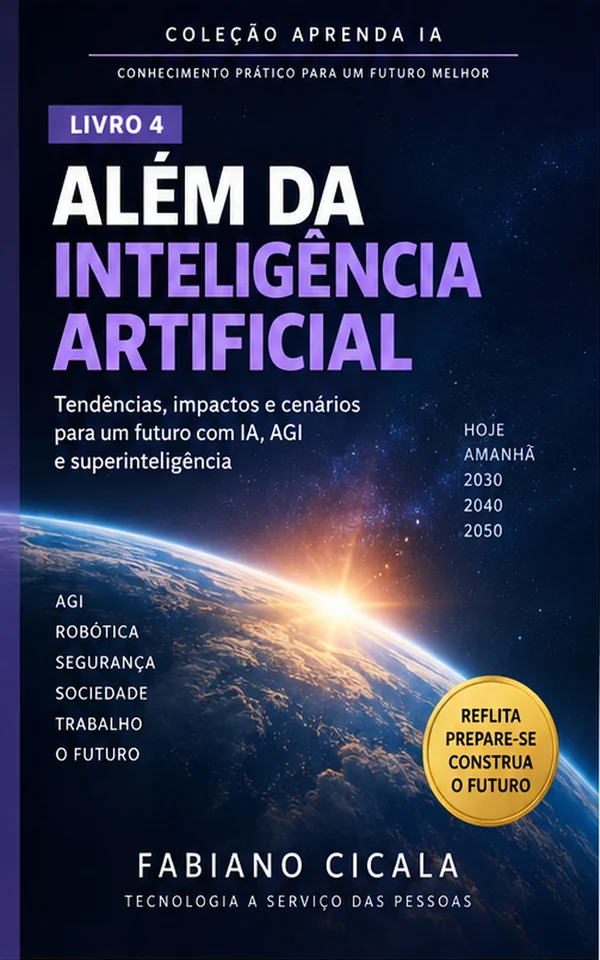 COLEÇÃO APRENDA IA
CONHECIMENTO PRÁTICO PARA UM FUTURO MELHOR
LIVRO 4
ALÉM DA
INTELIGÊNCIA
ARTIFICIAL
Tendências, impactos e cenários
para um futuro com IA, AGI
e superinteligência
HOJE
AMANHÃ
2030
2040
2050
AGI
ROBÓTICA
SEGURANÇA
SOCIEDADE
TRABALHO
O FUTURO
REFLITA
PREPARE-SE
CONSTRUA
O FUTURO
FABIANO CICALA
TECNOLOGIA A SERVIÇO DAS PESSOAS